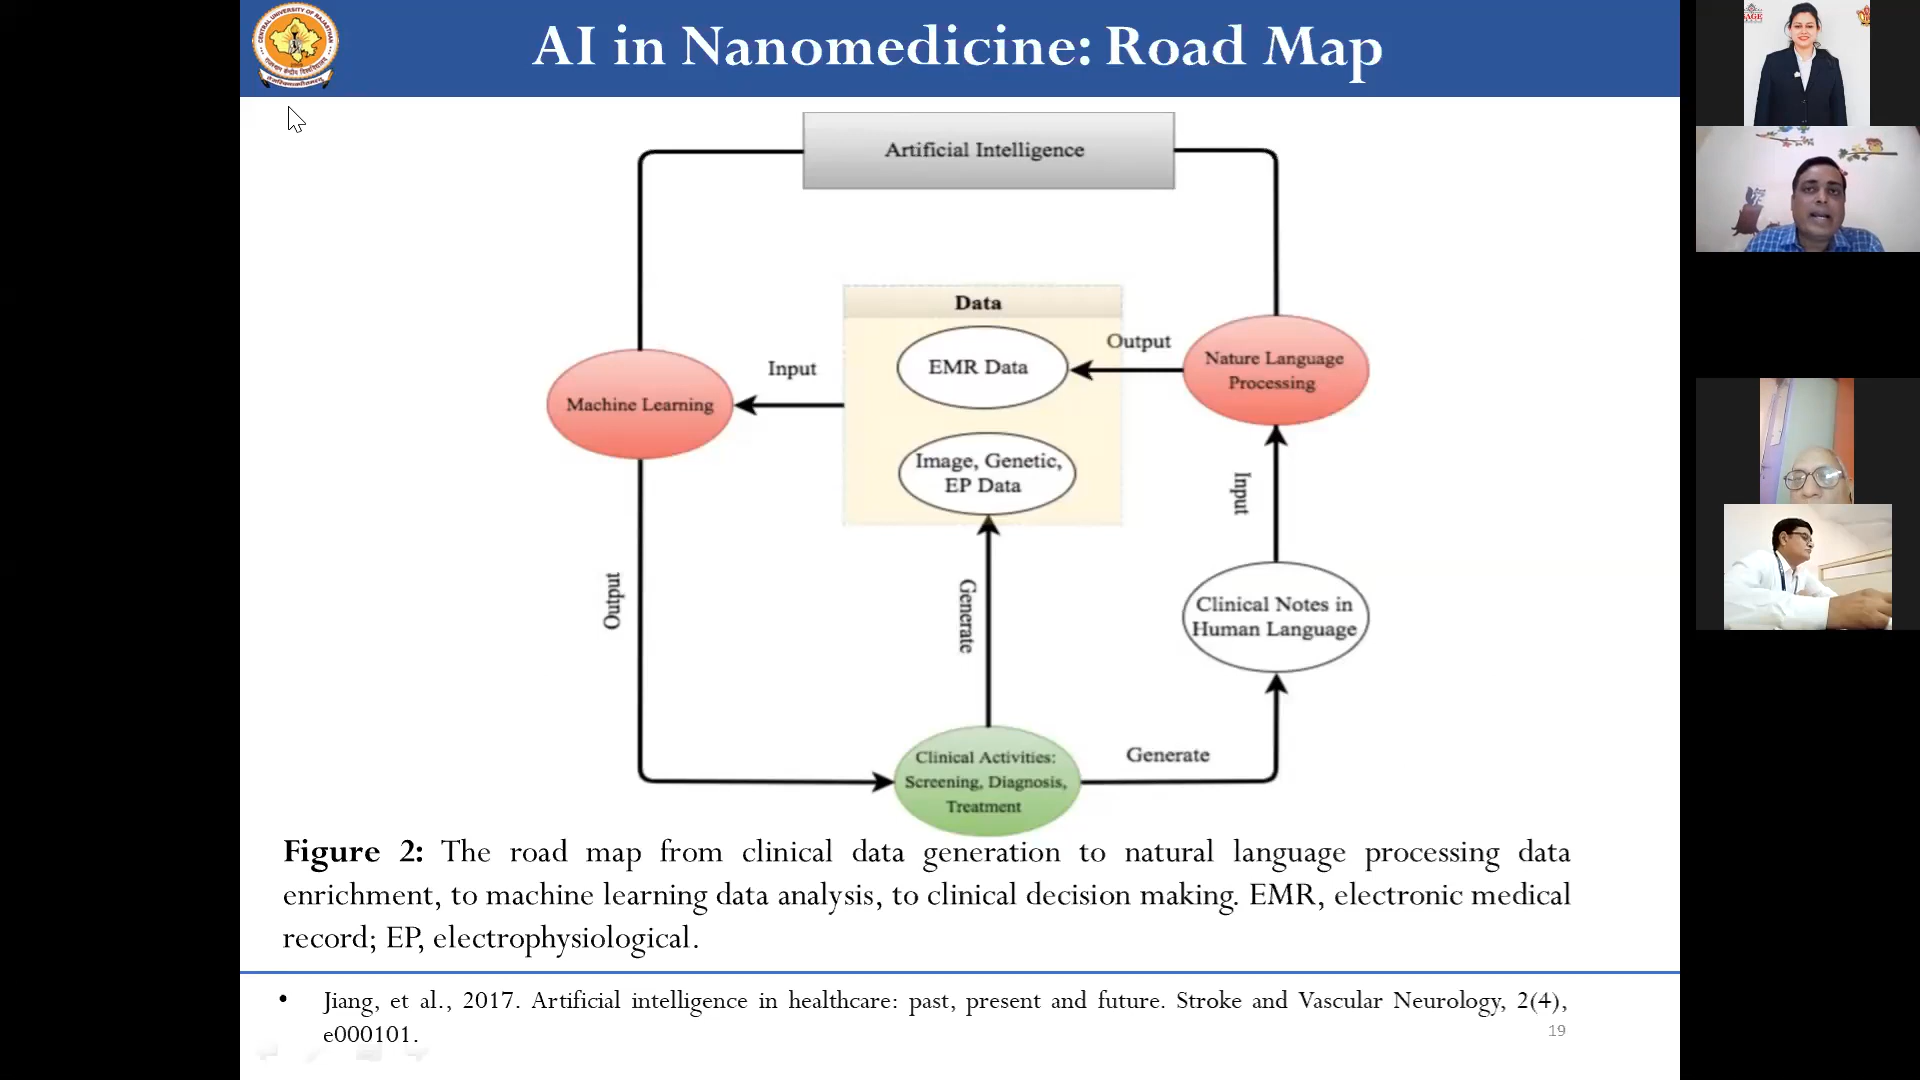 AI in Nanomedicine: Road Map
Artificial Intelligence
Data
EMR Data
Output
Nature Language
Processing
Input
Machine Learning
Image, Genetic,
EP Data
Input
Output
Generate
Clinical Notes in
Human Language
Clinical Activities:
Screening, Diagnosis,
Treatment
Generate
Figure 2: The road map from clinical data generation to natural language processing data
enrichment, to machine learning data analysis, to clinical decision making. EMR, electronic medical
record; EP, electrophysiological.
• Jiang, et al., 2017. Artificial intelligence in healthcare: past, present and future. Stroke and Vascular Neurology, 2(4),
e000101.
19